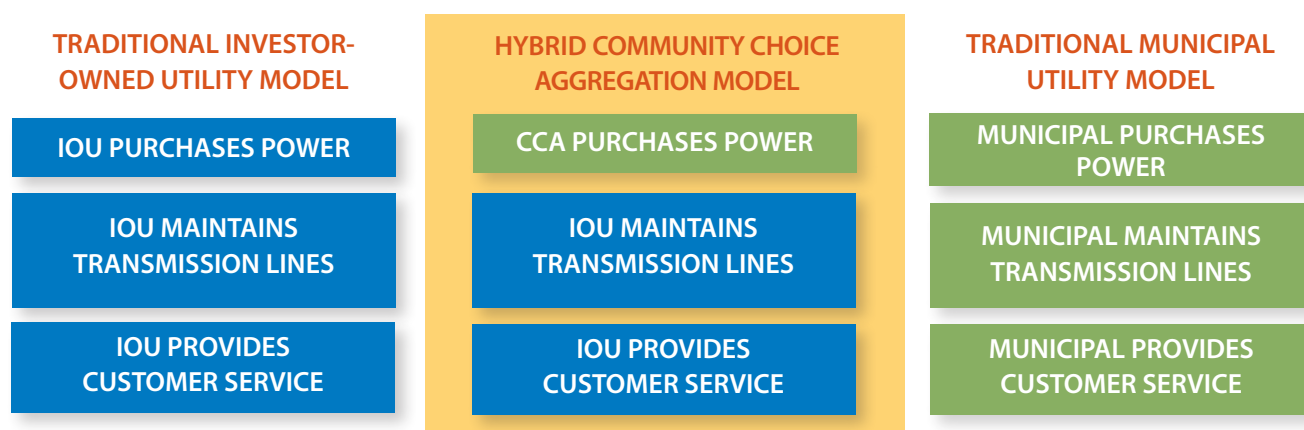 TRADITIONAL INVESTOR-
OWNED UTILITY MODEL
IOU PURCHASES POWER
IOU MAINTAINS
TRANSMISSION LINES
IOU PROVIDES
CUSTOMER SERVICE
HYBRID COMMUNITY CHOICE
AGGREGATION MODEL
CCA PURCHASES POWER
IOU MAINTAINS
TRANSMISSION LINES
IOU PROVIDES
CUSTOMER SERVICE
TRADITIONAL MUNICIPAL
UTILITY MODEL
MUNICIPAL PURCHASES
POWER
MUNICIPAL MAINTAINS
TRANSMISSION LINES
MUNICIPAL PROVIDES
CUSTOMER SERVICE